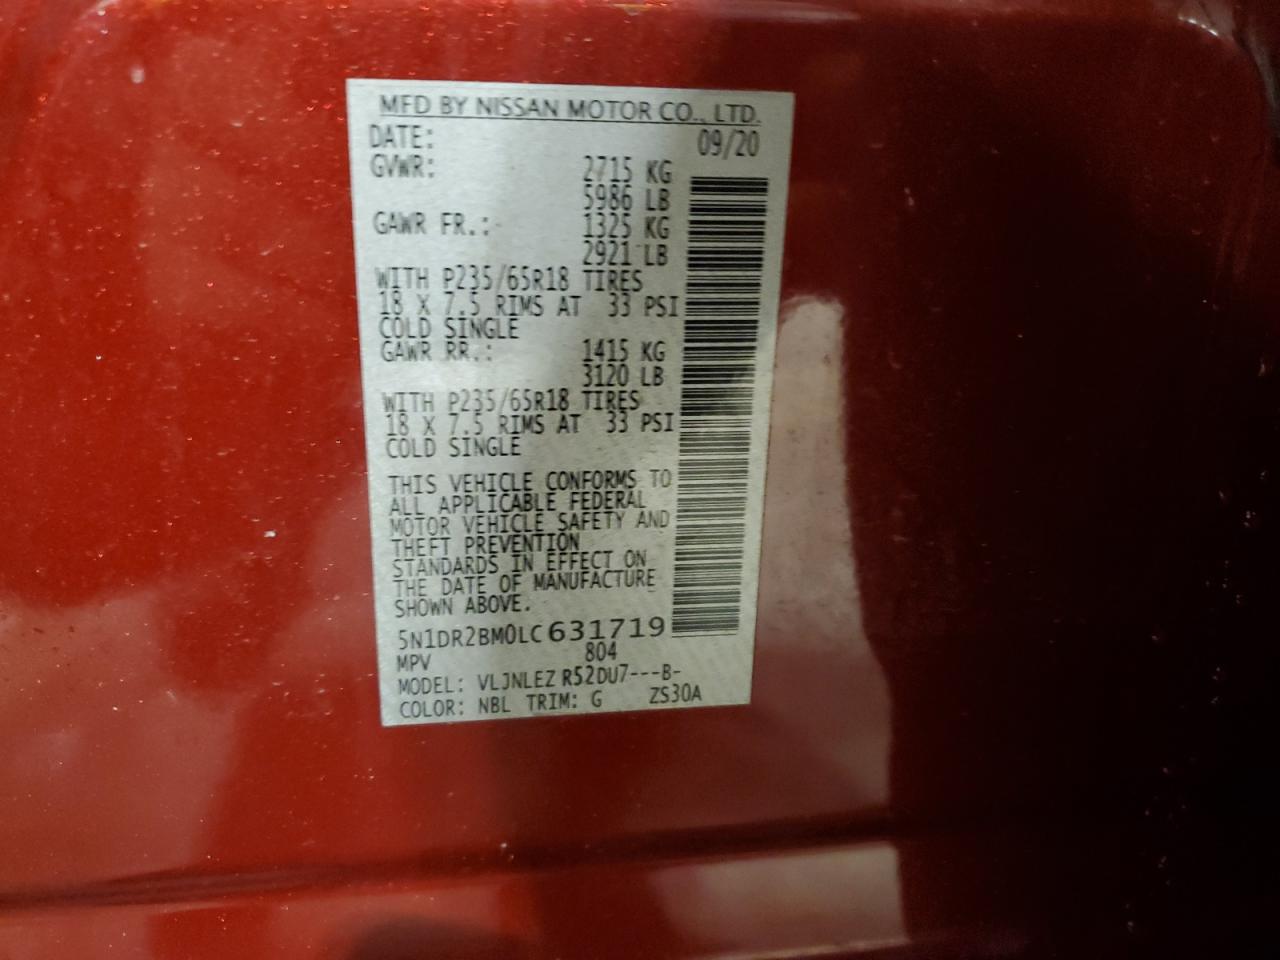 MFD BY NISSAN MOTOR CO., LTD.
DATE: 09/20
GVWR: 2715 KG
5986 LB
GAWR FR.: 1325 KG
2921 LB
WITH P235/65R18 TIRES
18 X 7.5 RIMS AT 33 PSI
COLD SINGLE
GAWR RR.: 1415 KG
3120 LB
WITH P235/65R18 TIRES
18 X 7.5 RIMS AT 33 PSI
COLD SINGLE
THIS VEHICLE CONFORMS TO
ALL APPLICABLE FEDERAL
MOTOR VEHICLE SAFETY AND
THEFT PREVENTION
STANDARDS IN EFFECT ON
THE DATE OF MANUFACTURE
SHOWN ABOVE.
5N1DR2BM0LC631719
MPV 804
MODEL: VLJNLEZ R52DU7---B-
COLOR: NBL TRIM: G ZS30A